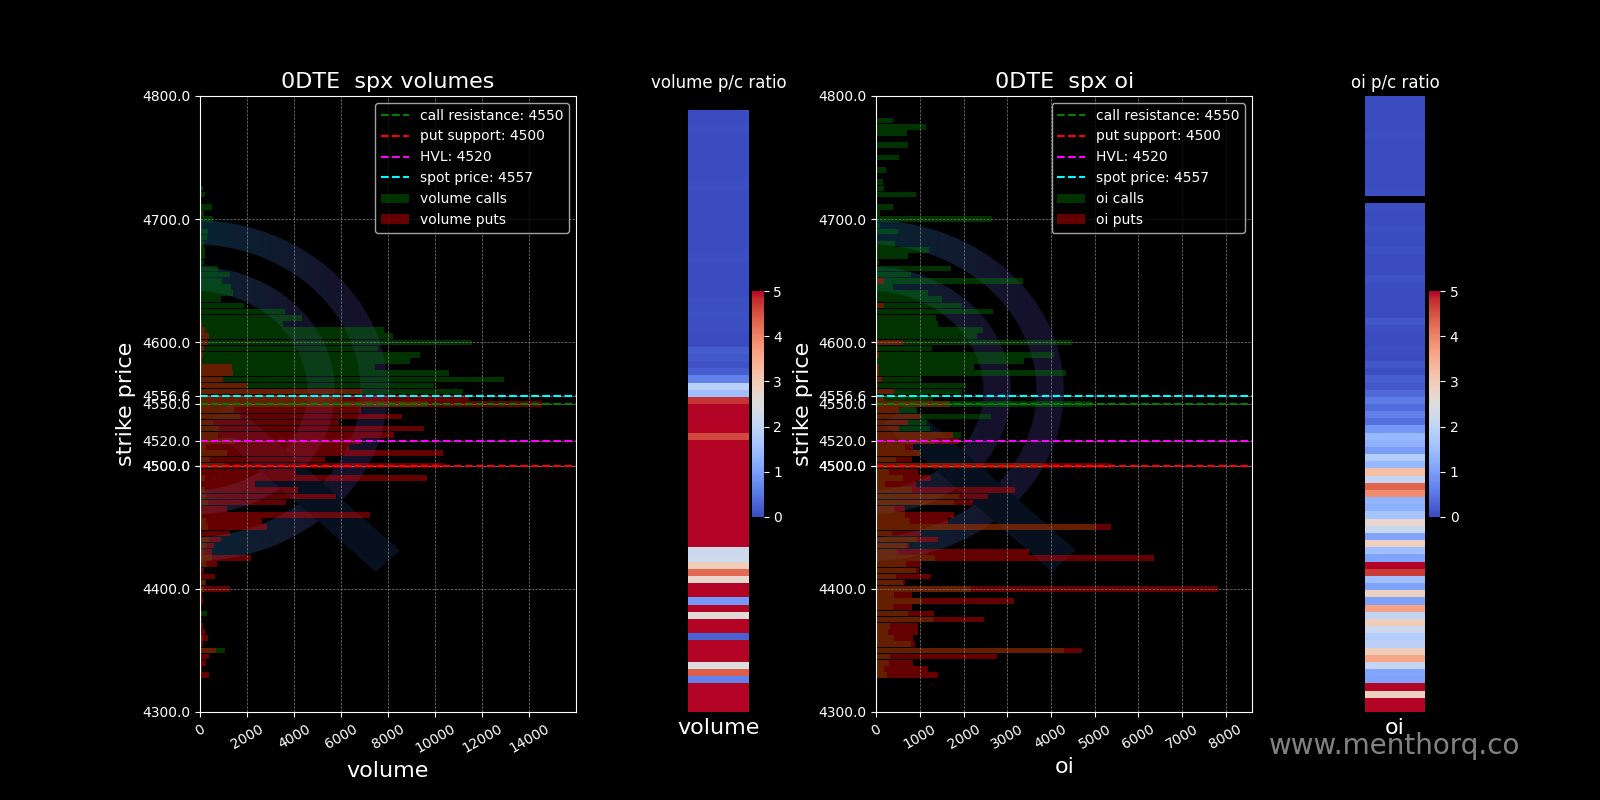 0DTE  spx volumes
volume p/c ratio
0DTE  spx oi
oi p/c ratio
call resistance: 4550
put support: 4500
HVL: 4520
spot price: 4557
volume calls
volume puts
call resistance: 4550
put support: 4500
HVL: 4520
spot price: 4557
oi calls
oi puts
strike price
4800.0
4700.0
4600.0
4556.6
4550.0
4520.0
4500.0
4400.0
4300.0
0
2000
4000
6000
8000
10000
12000
14000
volume
5
4
3
2
1
0
volume
strike price
4800.0
4700.0
4600.0
4556.6
4550.0
4520.0
4500.0
4400.0
4300.0
0
1000
2000
3000
4000
5000
6000
7000
8000
oi
5
4
3
2
1
0
oi
www.menthorq.co